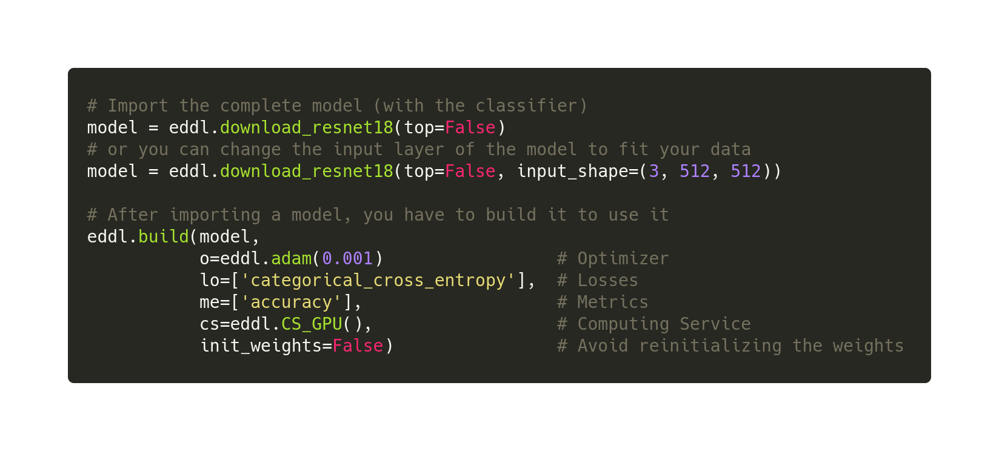 # Import the complete model (with the classifier)
model = eddl.download_resnet18(top=False)
# or you can change the input layer of the model to fit your data
model = eddl.download_resnet18(top=False, input_shape=(3, 512, 512))

# After importing a model, you have to build it to use it
eddl.build(model,
           o=eddl.adam(0.001)                 # Optimizer
           lo=['categorical_cross_entropy'],  # Losses
           me=['accuracy'],                   # Metrics
           cs=eddl.CS_GPU(),                  # Computing Service
           init_weights=False)                # Avoid reinitializing the weights